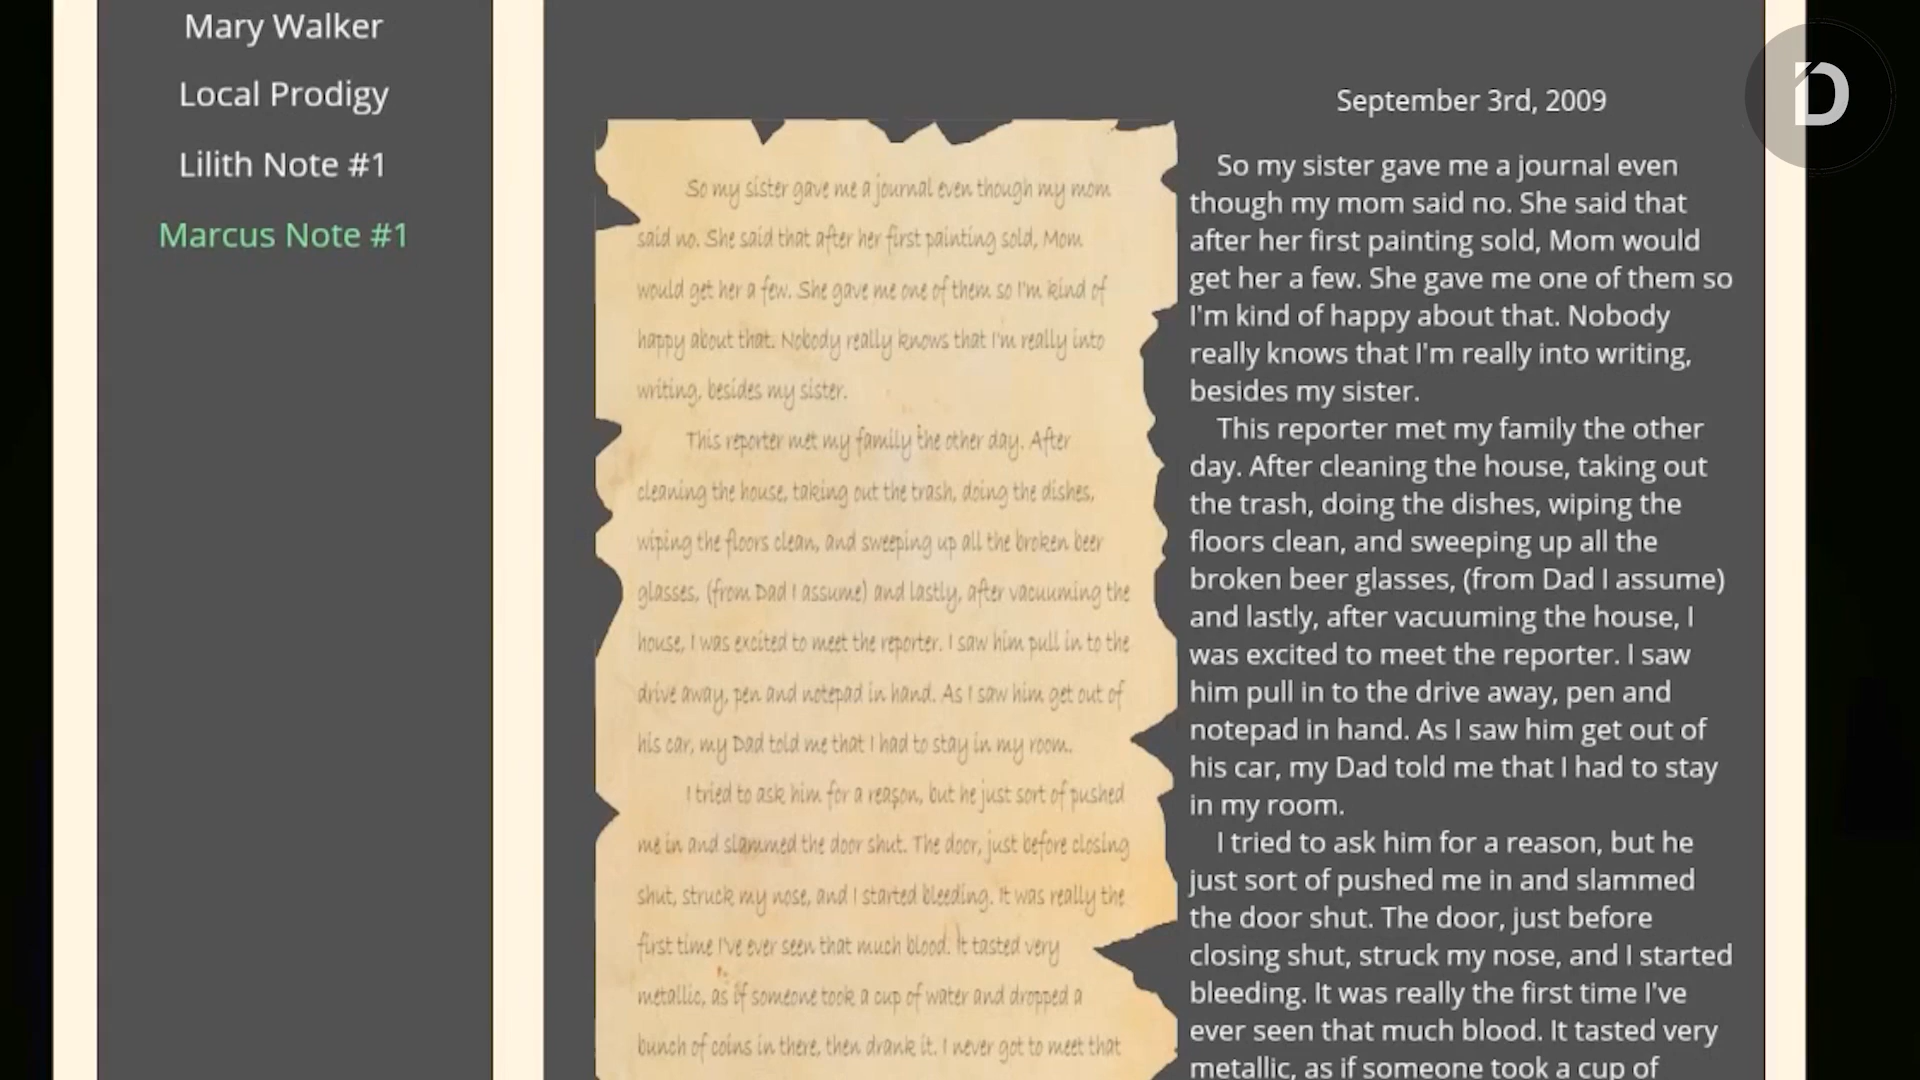 Mary Walker
Local Prodigy
Lilith Note #1
Marcus Note #1
So my sister gave me a journal even though my mom
said no. She said that after her first painting sold, Mom
would get her a few. She gave me one of them so I'm kind of
happy about that. Nobody really knows that I'm really into
writing, besides my sister.
This reporter met my family the other day. After
cleaning the house, taking out the trash, doing the dishes,
wiping the floors clean, and sweeping up all the broken beer
glasses, (from Dad I assume) and lastly, after vacuuming the
house, I was excited to meet the reporter. I saw him pull in to the
drive away, pen and notepad in hand. As I saw him get out of
his car, my Dad told me that I had to stay in my room.
I tried to ask him for a reason, but he just sort of pushed
me in and slammed the door shut. The door, just before closing
shut, struck my nose, and I started bleeding. It was really the
first time I've ever seen that much blood. It tasted very
metallic, as if someone took a cup of water and dropped a
bunch of coins in there, then drank it. I never got to meet that
September 3rd, 2009
So my sister gave me a journal even
though my mom said no. She said that
after her first painting sold, Mom would
get her a few. She gave me one of them so
I'm kind of happy about that. Nobody
really knows that I'm really into writing,
besides my sister.
This reporter met my family the other
day. After cleaning the house, taking out
the trash, doing the dishes, wiping the
floors clean, and sweeping up all the
broken beer glasses, (from Dad I assume)
and lastly, after vacuuming the house, I
was excited to meet the reporter. I saw
him pull in to the drive away, pen and
notepad in hand. As I saw him get out of
his car, my Dad told me that I had to stay
in my room.
I tried to ask him for a reason, but he
just sort of pushed me in and slammed
the door shut. The door, just before
closing shut, struck my nose, and I started
bleeding. It was really the first time I've
ever seen that much blood. It tasted very
metallic, as if someone took a cup of
D